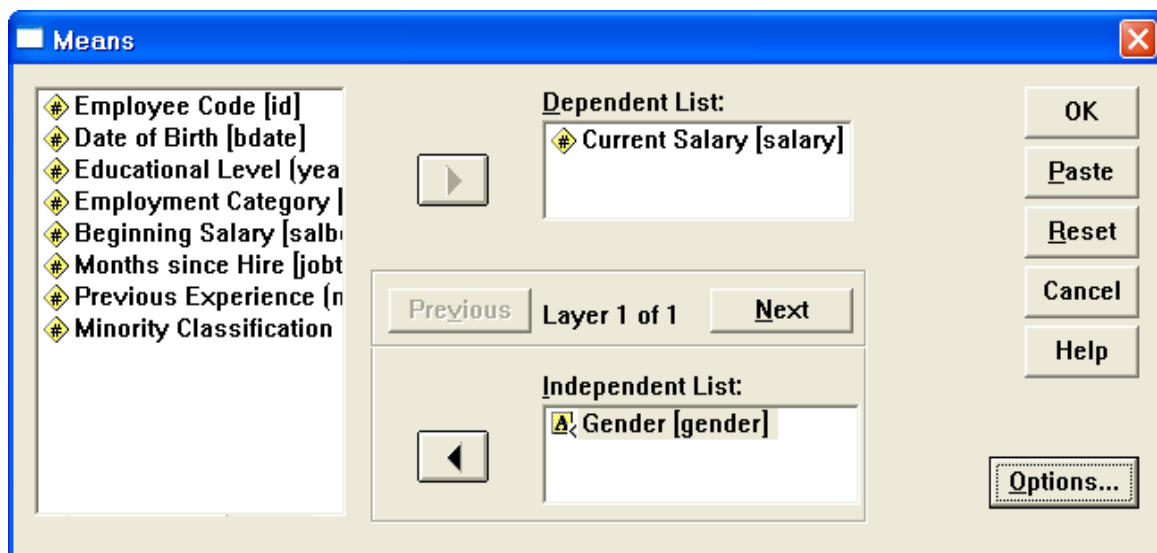 Means
Employee Code [id]
Date of Birth [bdate]
Educational Level (yea
Employment Category [
Beginning Salary [salb
Months since Hire [jobt
Previous Experience (n
Minority Classification
Dependent List:
Current Salary [salary]
Previous
Layer 1 of 1
Next
Independent List:
Gender [gender]
OK
Paste
Reset
Cancel
Help
Options...